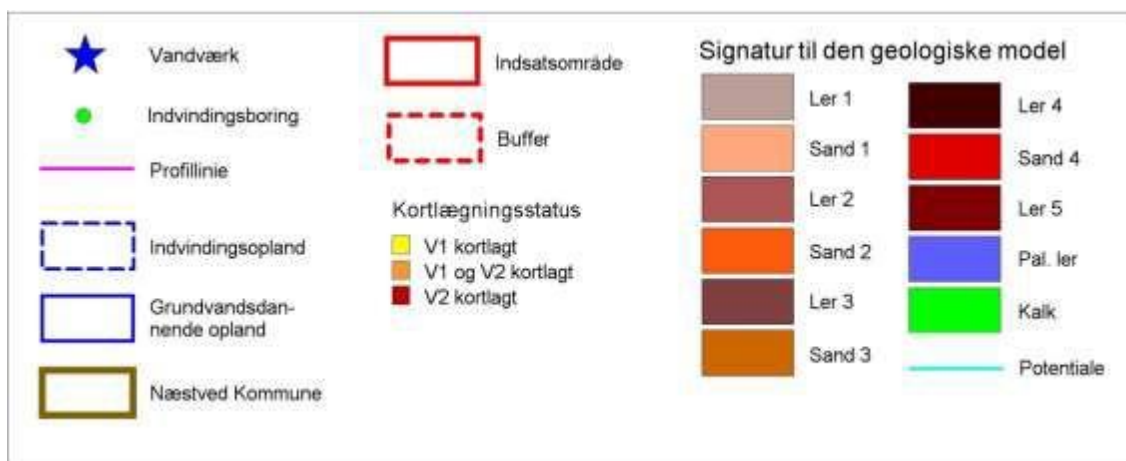 Vandværk
Indvindingsboring
Profillinie
Indvindingsopland
Grundvandsdan-
nende opland
Næstved Kommune
Indsatsområde
Buffer
Kortlægningsstatus
V1 kortlagt
V1 og V2 kortlagt
V2 kortlagt
Signatur til den geologiske model
Ler 1
Sand 1
Ler 2
Sand 2
Ler 3
Sand 3
Ler 4
Sand 4
Ler 5
Pal. ler
Kalk
Potentiale